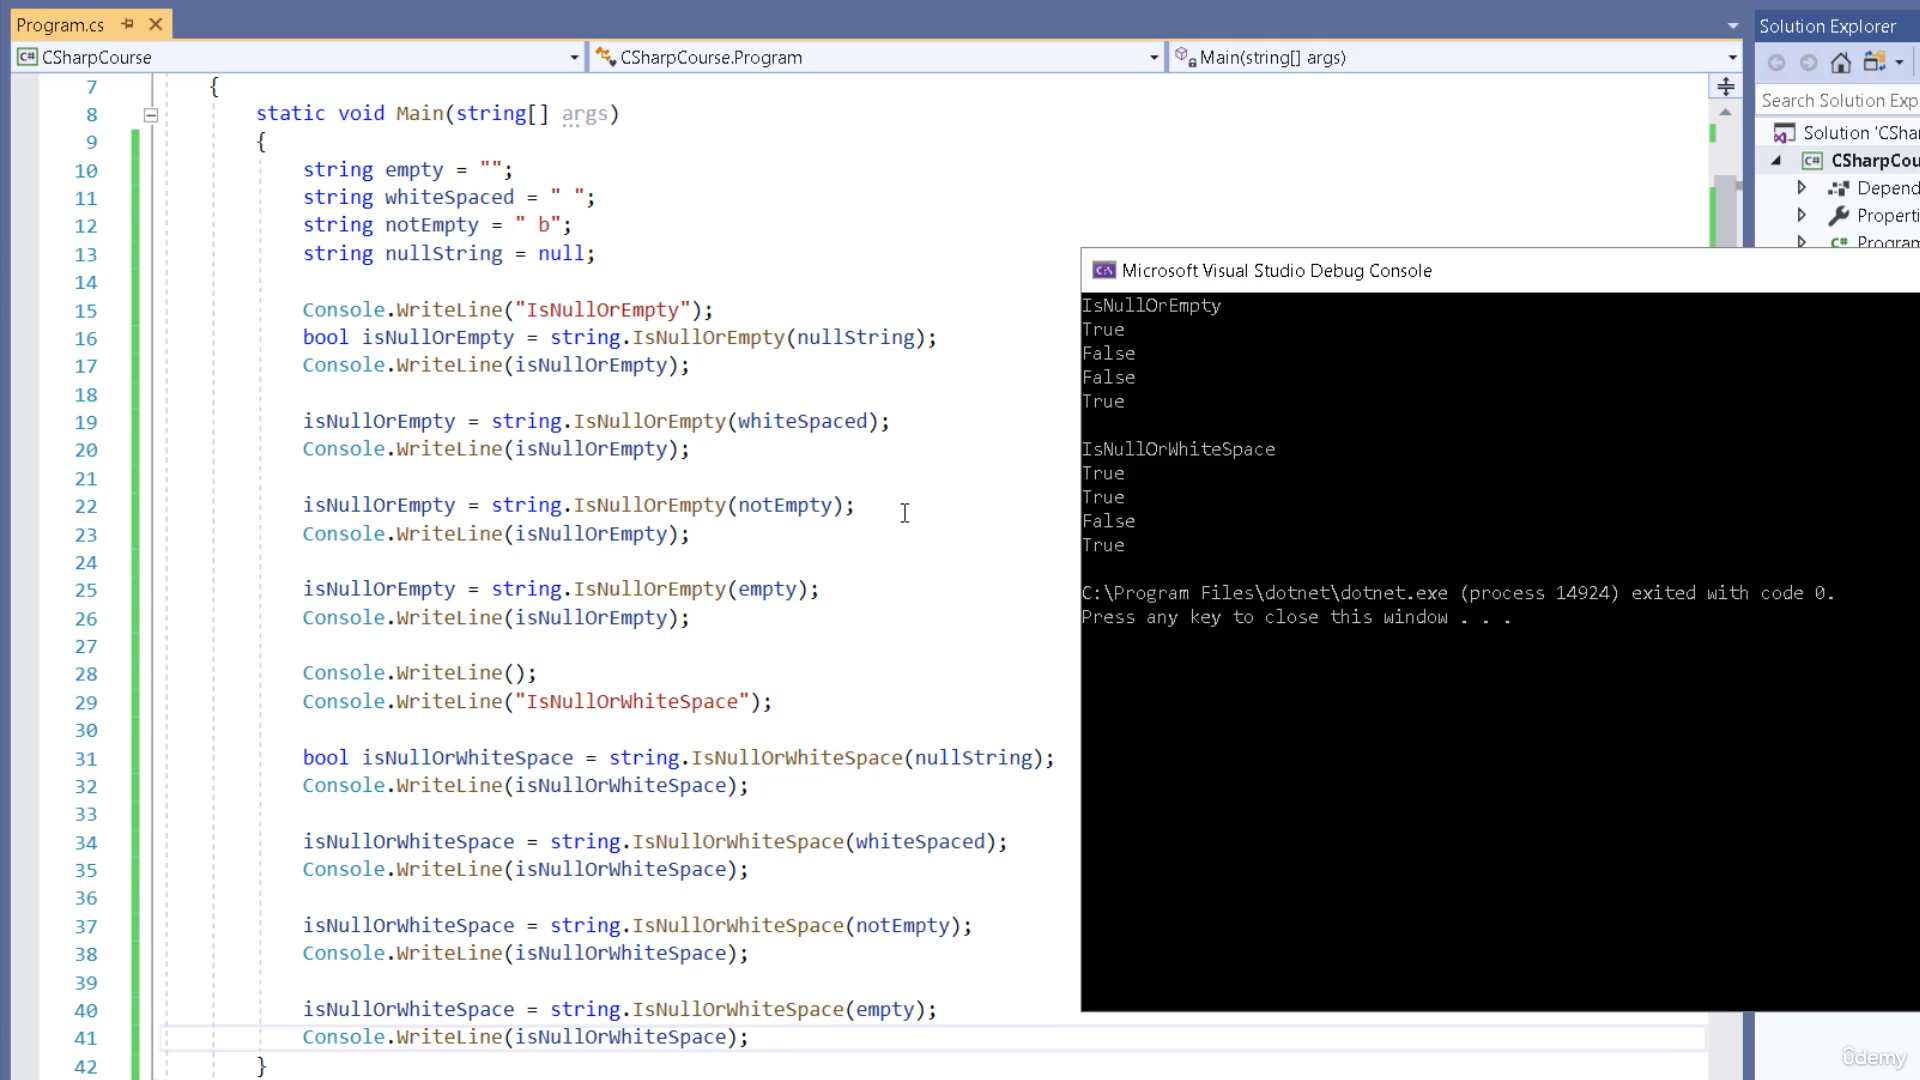 Program.cs
Solution Explorer
CSharpCourse
CSharpCourse.Program
Main(string[] args)
Search Solution Exp
Solution 'CSha
CSharpCou
Depend
Properti
Program
7 {
8 static void Main(string[] args)
9 {
10 string empty = "";
11 string whiteSpaced = " ";
12 string notEmpty = " b";
13 string nullString = null;
14
15 Console.WriteLine("IsNullOrEmpty");
16 bool isNullOrEmpty = string.IsNullOrEmpty(nullString);
17 Console.WriteLine(isNullOrEmpty);
18
19 isNullOrEmpty = string.IsNullOrEmpty(whiteSpaced);
20 Console.WriteLine(isNullOrEmpty);
21
22 isNullOrEmpty = string.IsNullOrEmpty(notEmpty);
23 Console.WriteLine(isNullOrEmpty);
24
25 isNullOrEmpty = string.IsNullOrEmpty(empty);
26 Console.WriteLine(isNullOrEmpty);
27
28 Console.WriteLine();
29 Console.WriteLine("IsNullOrWhiteSpace");
30
31 bool isNullOrWhiteSpace = string.IsNullOrWhiteSpace(nullString);
32 Console.WriteLine(isNullOrWhiteSpace);
33
34 isNullOrWhiteSpace = string.IsNullOrWhiteSpace(whiteSpaced);
35 Console.WriteLine(isNullOrWhiteSpace);
36
37 isNullOrWhiteSpace = string.IsNullOrWhiteSpace(notEmpty);
38 Console.WriteLine(isNullOrWhiteSpace);
39
40 isNullOrWhiteSpace = string.IsNullOrWhiteSpace(empty);
41 Console.WriteLine(isNullOrWhiteSpace);
42 }
Microsoft Visual Studio Debug Console
IsNullOrEmpty
True
False
False
True
IsNullOrWhiteSpace
True
True
False
True
C:\Program Files\dotnet\dotnet.exe (process 14924) exited with code 0.
Press any key to close this window . . .
ûdemy